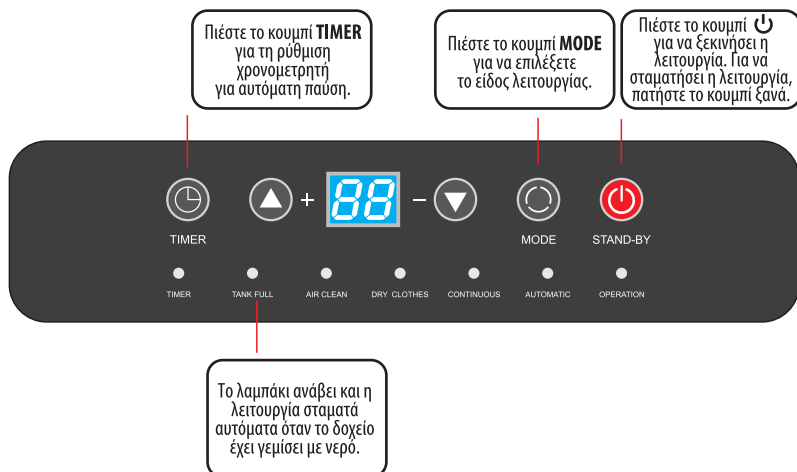 Πιέστε το κουμπί TIMER
για τη ρύθμιση
χρονομετρητή
για αυτόματη παύση.
Πιέστε το κουμπί MODE
για να επιλέξετε
το είδος λειτουργίας.
Πιέστε το κουμπί
για να ξεκινήσει η
λειτουργία. Για να
σταματήσει η λειτουργία,
πατήστε το κουμπί ξανά.
+ 88 -
TIMER MODE STAND-BY
TIMER TANK FULL AIR CLEAN DRY CLOTHES CONTINUOUS AUTOMATIC OPERATION
Το λαμπάκι ανάβει και η
λειτουργία σταματά
αυτόματα όταν το δοχείο
έχει γεμίσει με νερό.